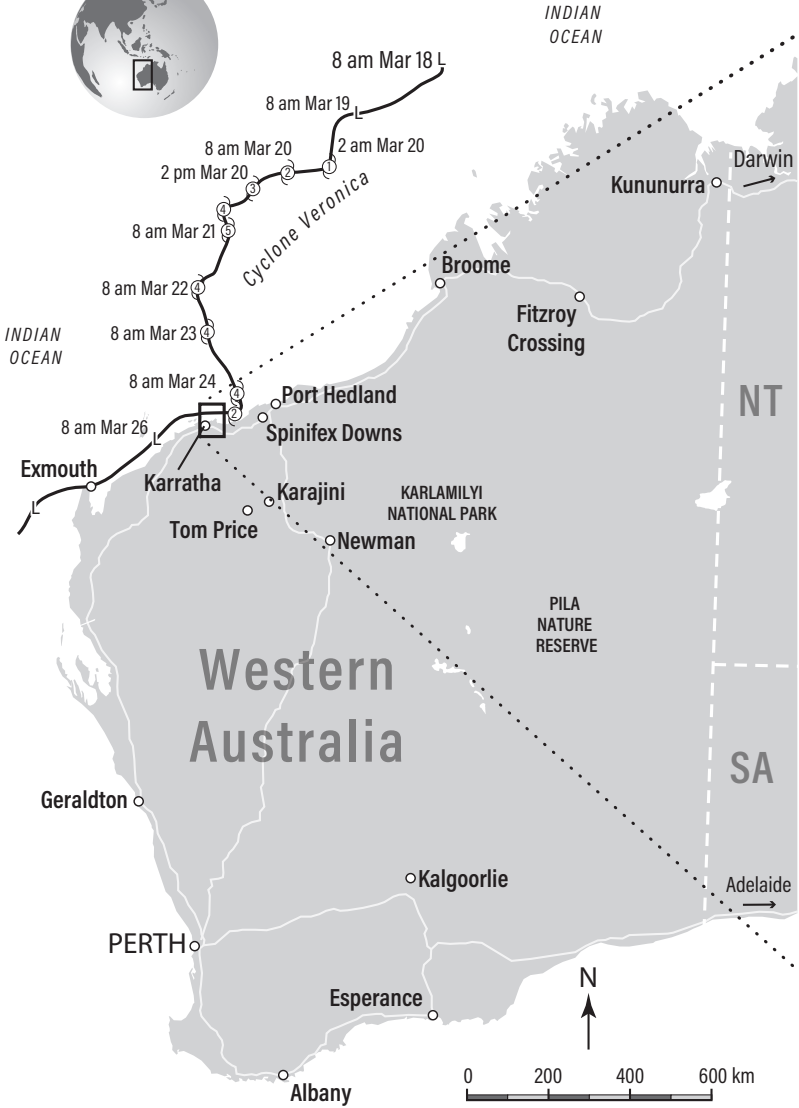 INDIAN
OCEAN
8 am Mar 18 L
8 am Mar 19
L
8 am Mar 20
2 am Mar 20
2 pm Mar 20
3
2
1
4
8 am Mar 21
5
Cyclone Veronica
8 am Mar 22
4
8 am Mar 23
4
8 am Mar 24
4
2
8 am Mar 26
L
L
INDIAN
OCEAN
Darwin
Kununurra
Broome
Fitzroy
Crossing
NT
Port Hedland
Spinifex Downs
Exmouth
Karratha
Karajini
Tom Price
Newman
KARLAMILYI
NATIONAL PARK
PILA
NATURE
RESERVE
Western
Australia
SA
Geraldton
Kalgoorlie
Adelaide
PERTH
Esperance
Albany
N
0 200 400 600 km